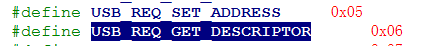 #define USB_REQ_SET_ADDRESS 0x05
#define USB_REQ_GET_DESCRIPTOR 0x06